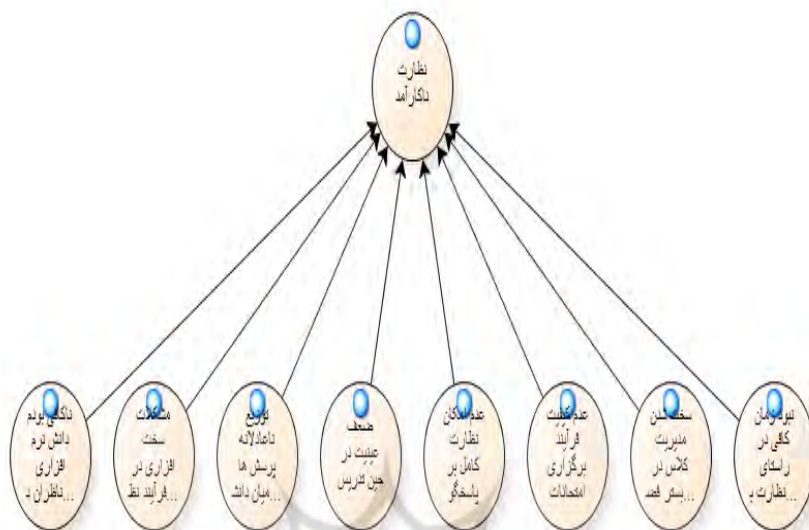 نظارت
ناکارآمد
نبود زمان
کافی در
راستای
نظارت ب...
سخت شدن
مدیریت
کلاس در
بستر فضا...
عدم کیفیت
فرآیند
برگزاری
امتحانات
عدم امکان
نظارت
کامل بر
پاسخگو
ضعف
عینیت در
حین تدریس
توزیع
ناعادلانه
پرسش ها
میان دانش...
مشکلات
سخت
افزاری در
فرآیند نظ...
ناکافی بودم
دانش نرم
افزاری
ناظران د...